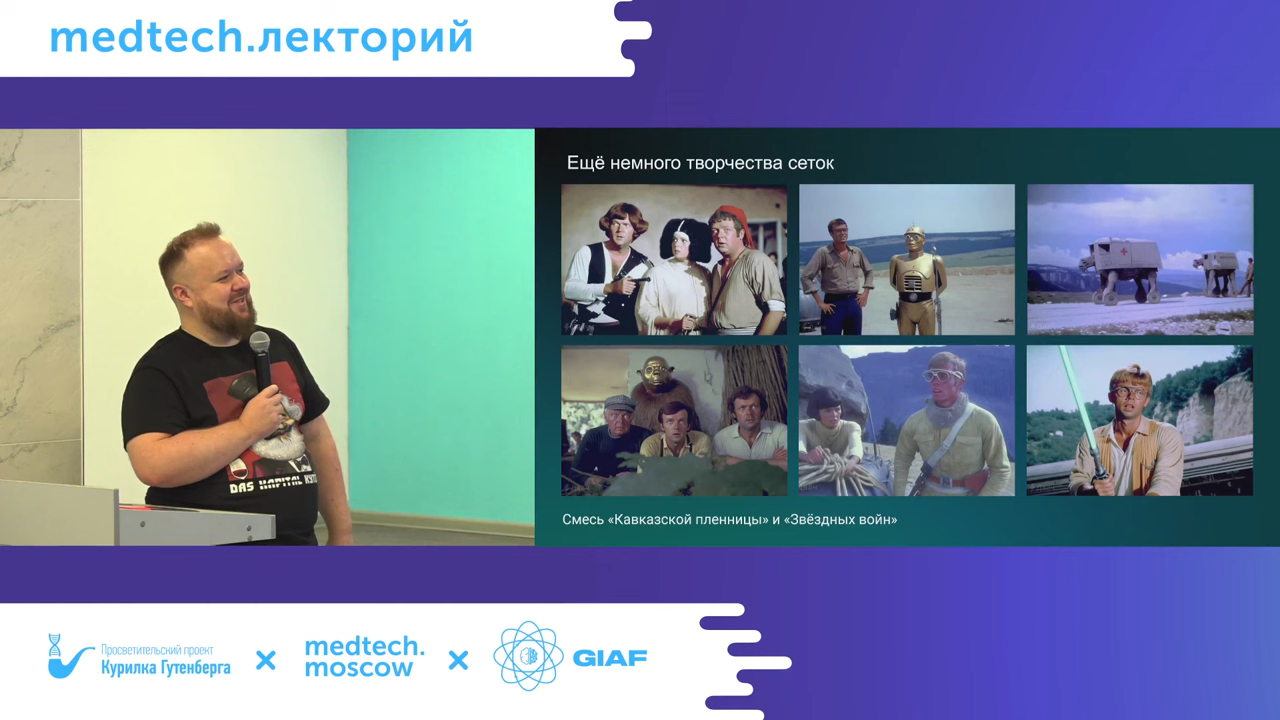 medtech.лекторий
Ещё немного творчества сеток
DAS KAPITAL
Смесь «Кавказской пленницы» и «Звёздных войн»
Просветительский проект
Курилка Гутенберга
medtech.
moscow
GIAF